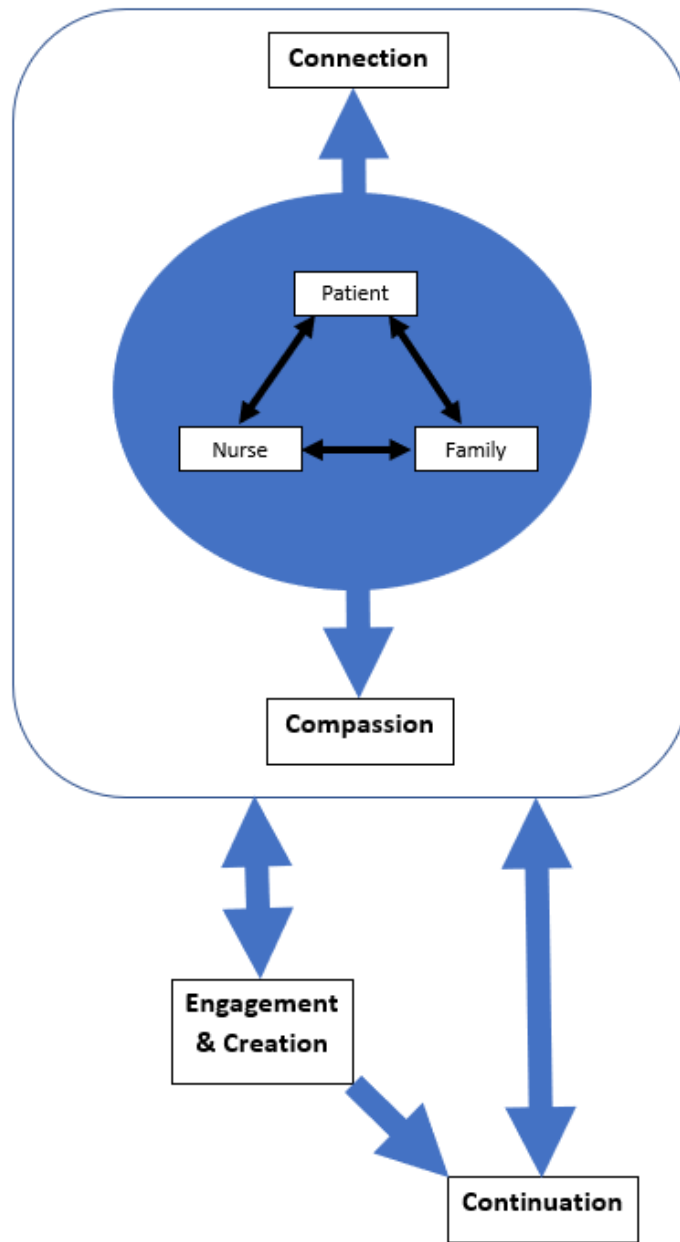 Connection
Patient
Nurse
Family
Compassion
Engagement
& Creation
Continuation